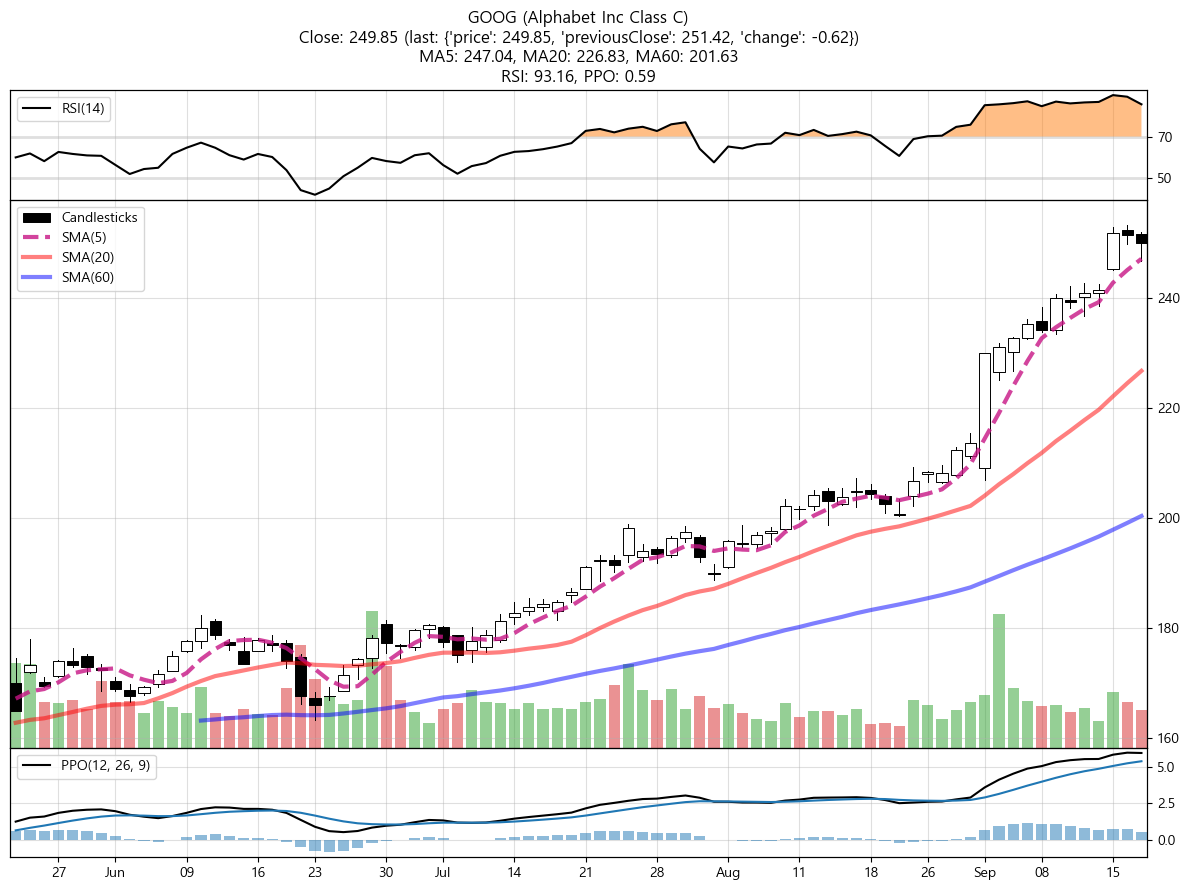 GOOG (Alphabet Inc Class C)
Close: 249.85 (last: {'price': 249.85, 'previousClose': 251.42, 'change': -0.62})
MA5: 247.04, MA20: 226.83, MA60: 201.63
RSI: 93.16, PPO: 0.59
RSI(14)
70
50
Candlesticks
SMA(5)
SMA(20)
SMA(60)
240
220
200
180
160
PPO(12, 26, 9)
5.0
2.5
0.0
27 Jun 09 16 23 30 Jul 14 21 28 Aug 11 18 26 Sep 08 15